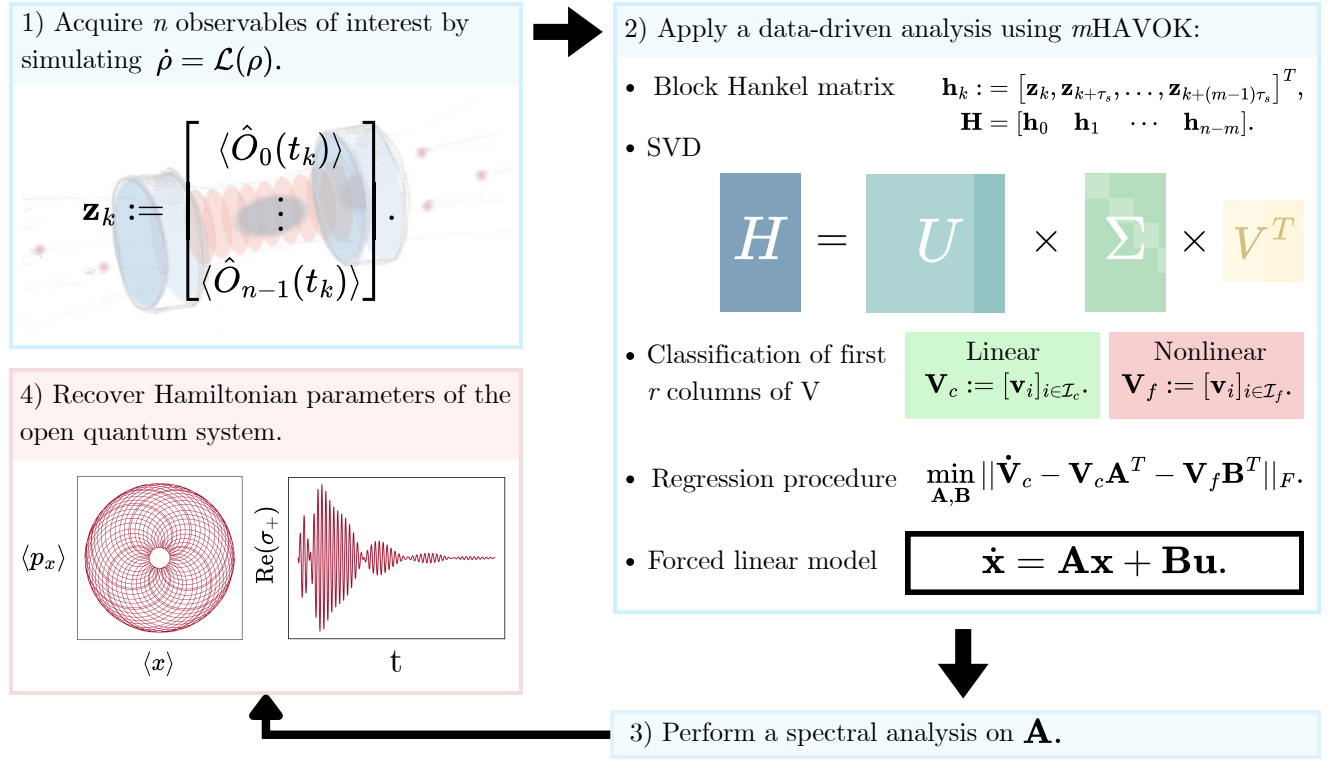 1) Acquire n observables of interest by
simulating ρ̇ = 𝓛(ρ).
z_k := [⟨Ô_0(t_k)⟩ ⋮ ⟨Ô_{n−1}(t_k)⟩].
2) Apply a data-driven analysis using mHAVOK:
• Block Hankel matrix h_k : = [z_k, z_{k+τ_s}, . . . , z_{k+(m−1)τ_s}]^T,
H = [h_0 h_1 ⋯ h_{n−m}].
• SVD
H = U × Σ × V^T
• Classification of first
r columns of V
Linear
V_c := [v_i]_{i∈𝓘_c}.
Nonlinear
V_f := [v_i]_{i∈𝓘_f}.
• Regression procedure min_{A,B} ||V̇_c − V_c A^T − V_f B^T||_F.
• Forced linear model ẋ = Ax + Bu.
3) Perform a spectral analysis on A.
4) Recover Hamiltonian parameters of the
open quantum system.
⟨p_x⟩
⟨x⟩
Re(σ_+)
t